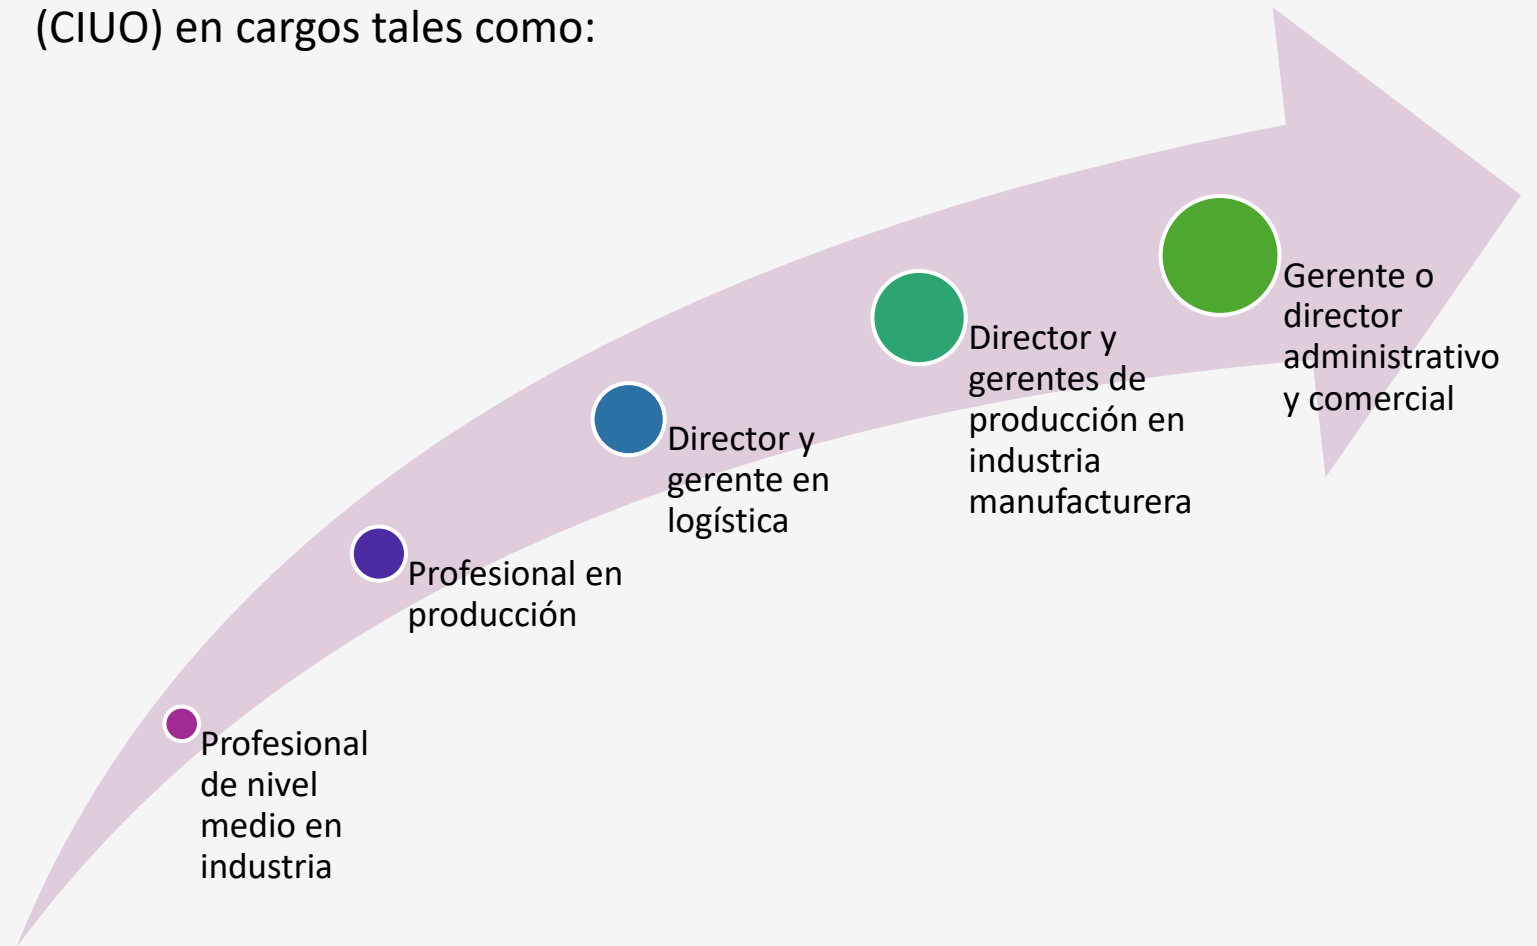 (CIUO) en cargos tales como:
Profesional
de nivel
medio en
industria
Profesional en
producción
Director y
gerente en
logística
Director y
gerentes de
producción en
industria
manufacturera
Gerente o
director
administrativo
y comercial